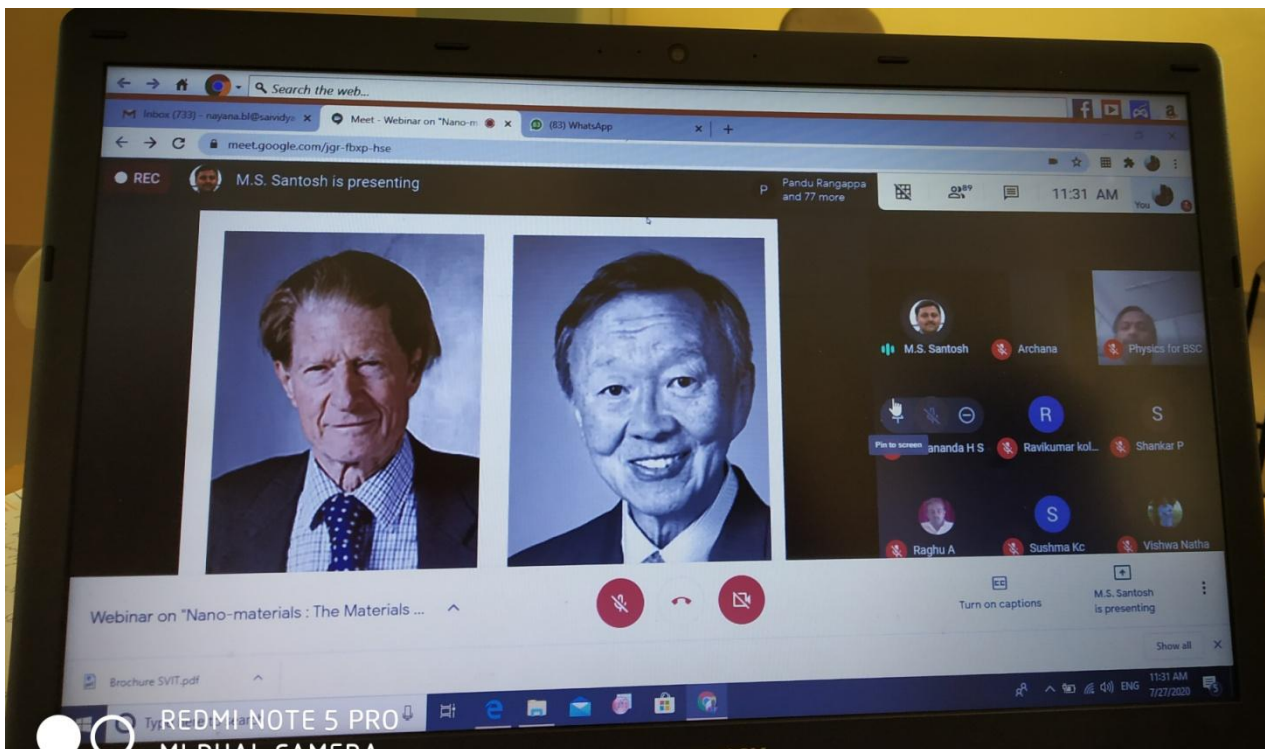 Search the web...
Inbox (733) - nayana.bl@saividya
Meet - Webinar on "Nano-m
(83) WhatsApp
meet.google.com/jgr-fbxp-hse
REC
M.S. Santosh is presenting
P
Pandu Rangappa
and 77 more
89
11:31 AM
You
M.S. Santosh
Archana
Physics for BSC
Pin to screen
ananda H S
R
Ravikumar kol...
S
Shankar P
Raghu A
S
Sushma Kc
Vishwa Natha
Webinar on "Nano-materials : The Materials ...
Turn on captions
M.S. Santosh
is presenting
Show all
Brochure SVIT.pdf
ENG
11:31 AM
7/27/2020
REDMI NOTE 5 PRO
MI DUAL CAMERA